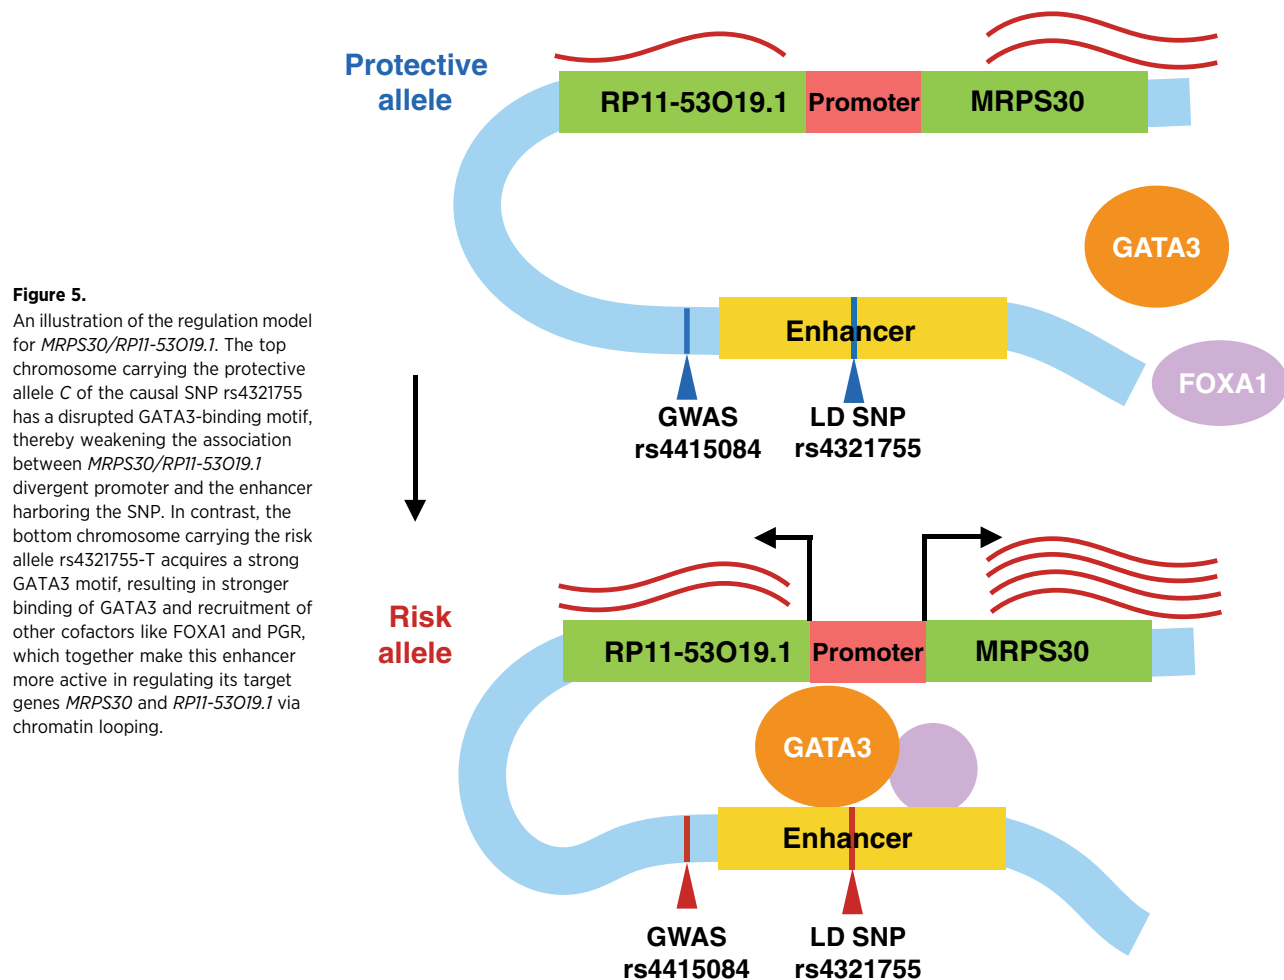 Figure 5.
An illustration of the regulation model
for MRPS30/RP11-53O19.1. The top
chromosome carrying the protective
allele C of the causal SNP rs4321755
has a disrupted GATA3-binding motif,
thereby weakening the association
between MRPS30/RP11-53O19.1
divergent promoter and the enhancer
harboring the SNP. In contrast, the
bottom chromosome carrying the risk
allele rs4321755-T acquires a strong
GATA3 motif, resulting in stronger
binding of GATA3 and recruitment of
other cofactors like FOXA1 and PGR,
which together make this enhancer
more active in regulating its target
genes MRPS30 and RP11-53O19.1 via
chromatin looping.
Protective
allele
RP11-53O19.1
Promoter
MRPS30
GATA3
FOXA1
Enhancer
GWAS
rs4415084
LD SNP
rs4321755
Risk
allele
RP11-53O19.1
Promoter
MRPS30
GATA3
Enhancer
GWAS
rs4415084
LD SNP
rs4321755